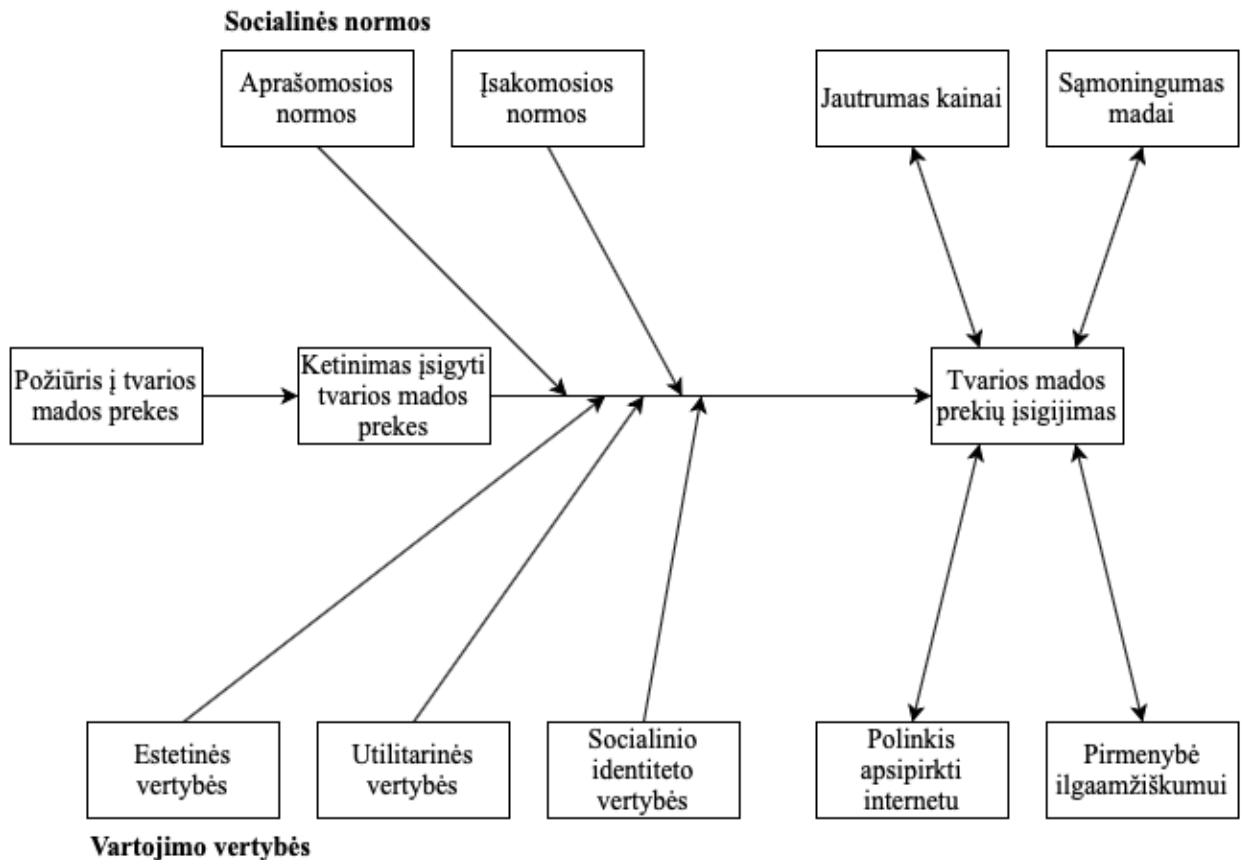 Socialinės normos
Aprašomosios
normos
Įsakomosios
normos
Jautrumas kainai
Sąmoningumas
madai
Požiūris į tvarios
mados prekes
Ketinimas įsigyti
tvarios mados
prekes
Tvarios mados
prekių įsigijimas
Estetinės
vertybės
Utilitarinės
vertybės
Socialinio
identiteto
vertybės
Polinkis
apsipirkti
internetu
Pirmenybė
ilgaamžiškumui
Vartojimo vertybės